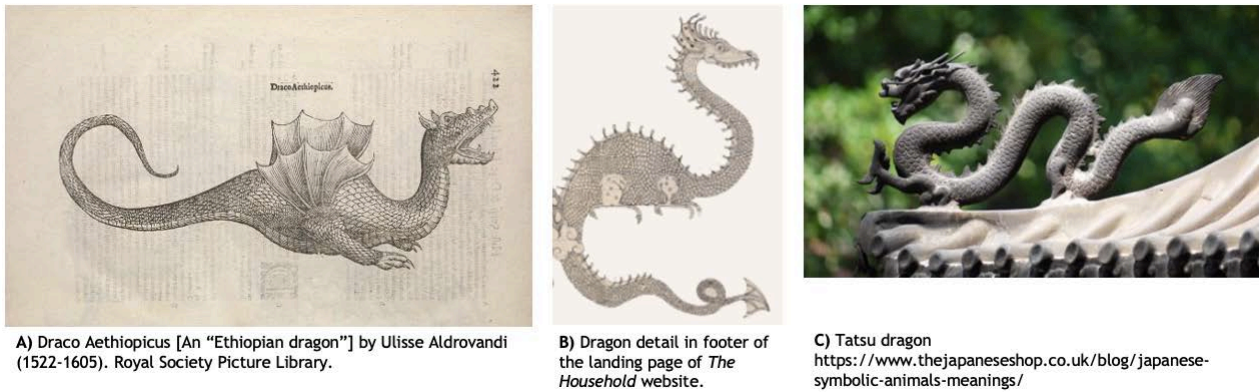 DracoAethiopicus.
422
A) Draco Aethiopicus [An “Ethiopian dragon”] by Ulisse Aldrovandi
(1522-1605). Royal Society Picture Library.
B) Dragon detail in footer of
the landing page of The
Household website.
C) Tatsu dragon
https://www.thejapaneseshop.co.uk/blog/japanese-
symbolic-animals-meanings/